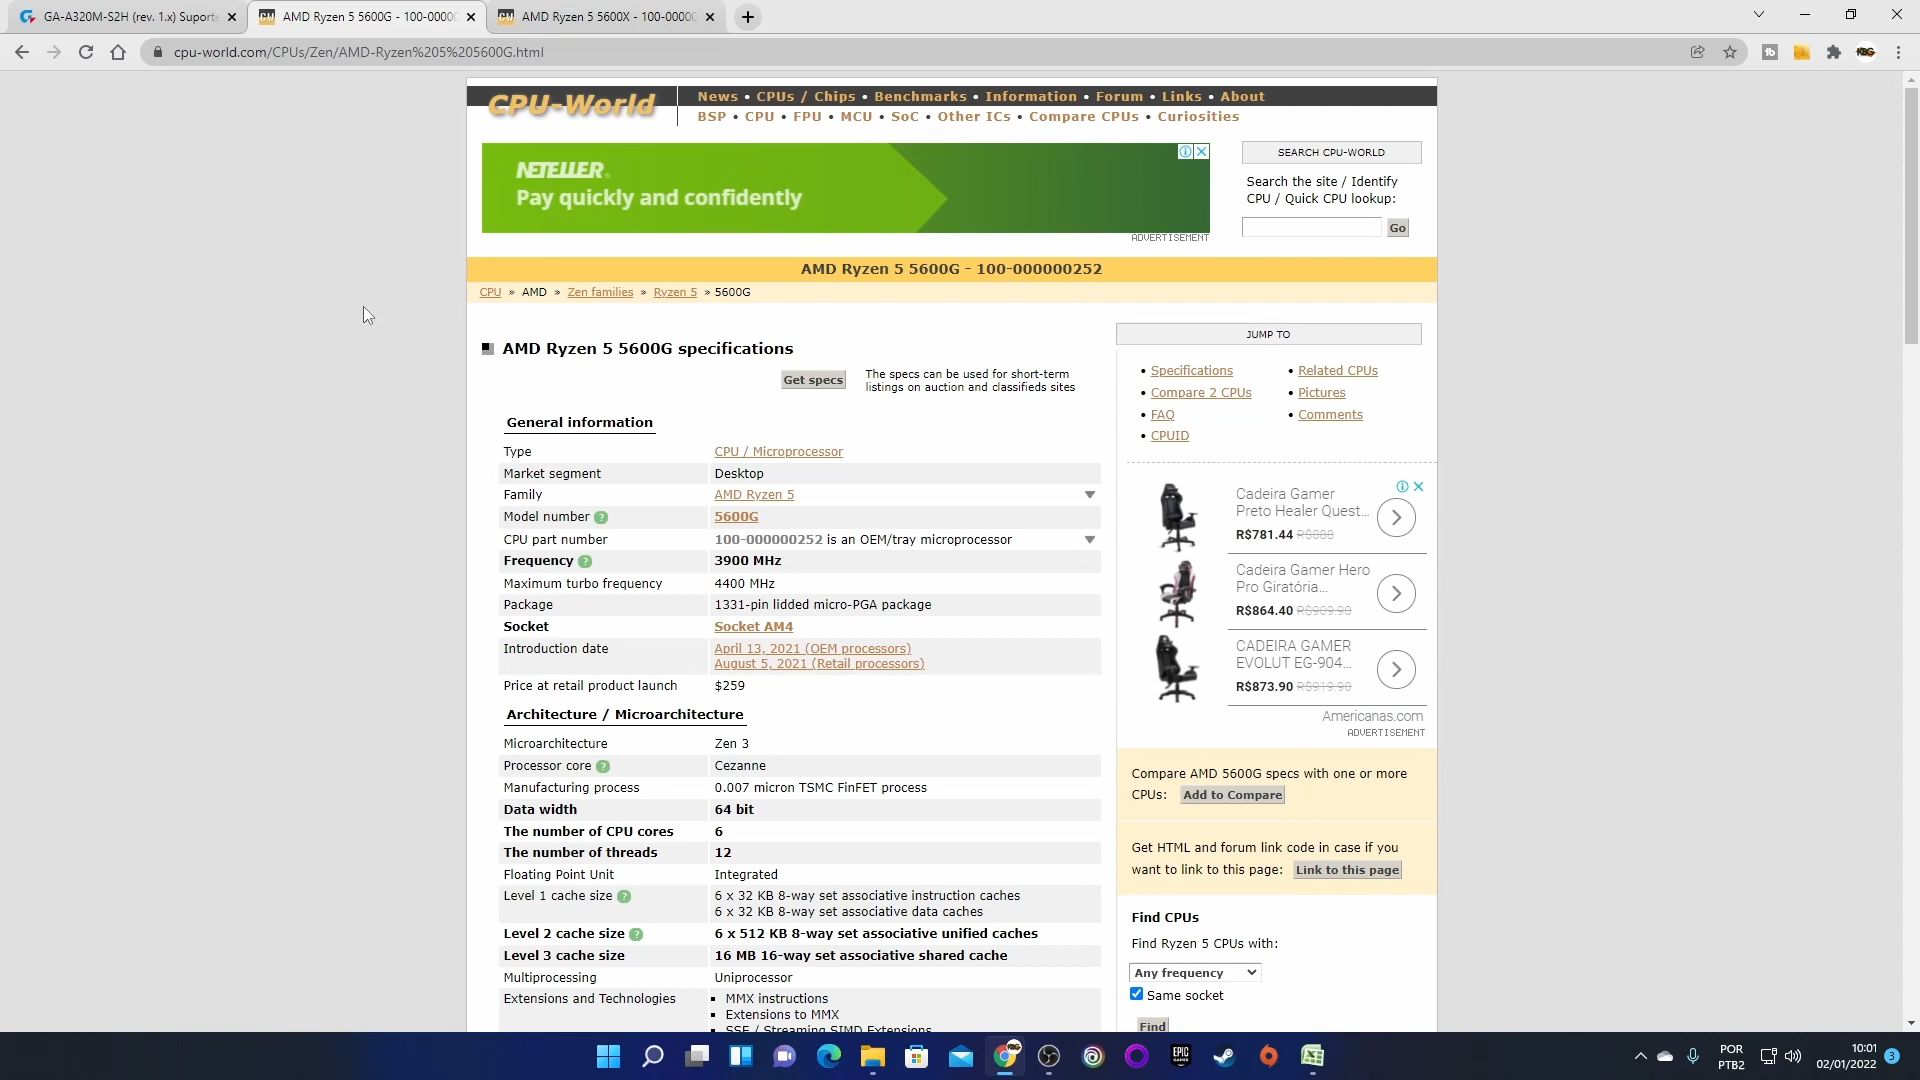 GA-A320M-S2H (rev. 1.x) Suporte
AMD Ryzen 5 5600G - 100-0000
AMD Ryzen 5 5600X - 100-0000
cpu-world.com/CPUs/Zen/AMD-Ryzen%205%205600G.html
CPU-World
News • CPUs / Chips • Benchmarks • Information • Forum • Links • About
BSP • CPU • FPU • MCU • SoC • Other ICs • Compare CPUs • Curiosities
NETELLER
Pay quickly and confidently
ADVERTISEMENT
SEARCH CPU-WORLD
Search the site / Identify
CPU / Quick CPU lookup:
Go
AMD Ryzen 5 5600G - 100-000000252
CPU » AMD » Zen families » Ryzen 5 » 5600G
AMD Ryzen 5 5600G specifications
Get specs
The specs can be used for short-term
listings on auction and classifieds sites
General information
Type CPU / Microprocessor
Market segment Desktop
Family AMD Ryzen 5
Model number ? 5600G
CPU part number 100-000000252 is an OEM/tray microprocessor
Frequency ? 3900 MHz
Maximum turbo frequency 4400 MHz
Package 1331-pin lidded micro-PGA package
Socket Socket AM4
Introduction date April 13, 2021 (OEM processors)
August 5, 2021 (Retail processors)
Price at retail product launch $259
Architecture / Microarchitecture
Microarchitecture Zen 3
Processor core ? Cezanne
Manufacturing process 0.007 micron TSMC FinFET process
Data width 64 bit
The number of CPU cores 6
The number of threads 12
Floating Point Unit Integrated
Level 1 cache size ? 6 x 32 KB 8-way set associative instruction caches
6 x 32 KB 8-way set associative data caches
Level 2 cache size ? 6 x 512 KB 8-way set associative unified caches
Level 3 cache size 16 MB 16-way set associative shared cache
Multiprocessing Uniprocessor
Extensions and Technologies ▪ MMX instructions
▪ Extensions to MMX
▪ SSE / Streaming SIMD Extensions
JUMP TO
• Specifications • Related CPUs
• Compare 2 CPUs • Pictures
• FAQ • Comments
• CPUID
Cadeira Gamer
Preto Healer Quest...
R$781.44 R$888
Cadeira Gamer Hero
Pro Giratória...
R$864.40 R$909.90
CADEIRA GAMER
EVOLUT EG-904...
R$873.90 R$919.90
Americanas.com
ADVERTISEMENT
Compare AMD 5600G specs with one or more
CPUs: Add to Compare
Get HTML and forum link code in case if you
want to link to this page: Link to this page
Find CPUs
Find Ryzen 5 CPUs with:
Any frequency
Same socket
Find
EPIC
GAMES
POR
PTB2
10:01
02/01/2022
3